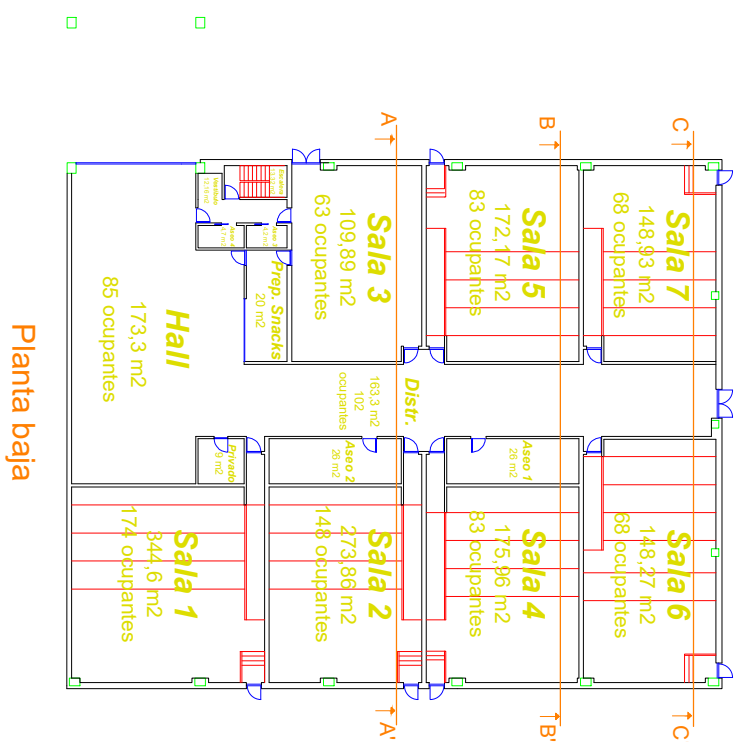 C
C
Sala 7
148,93 m2
68 ocupantes
Sala 6
148,27 m2
68 ocupantes
B
B'
Sala 5
172,17 m2
83 ocupantes
Aseo 1
26 m2
Sala 4
175,96 m2
83 ocupantes
A
A'
Sala 3
109,89 m2
63 ocupantes
Distr.
163,3 m2
102
ocupantes
Aseo 2
26 m2
Sala 2
273,86 m2
148 ocupantes
Prep. Snacks
20 m2
Aseo 3
Aseo 4
Hall
173,3 m2
85 ocupantes
Privado
9 m2
Sala 1
344,6 m2
174 ocupantes
Planta baja